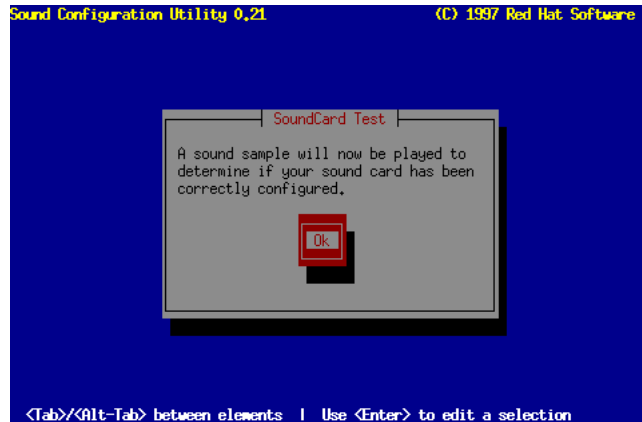 Sound Configuration Utility 0.21 (C) 1997 Red Hat Software
SoundCard Test
A sound sample will now be played to
determine if your sound card has been
correctly configured.
Ok
<Tab>/<Alt-Tab> between elements | Use <Enter> to edit a selection